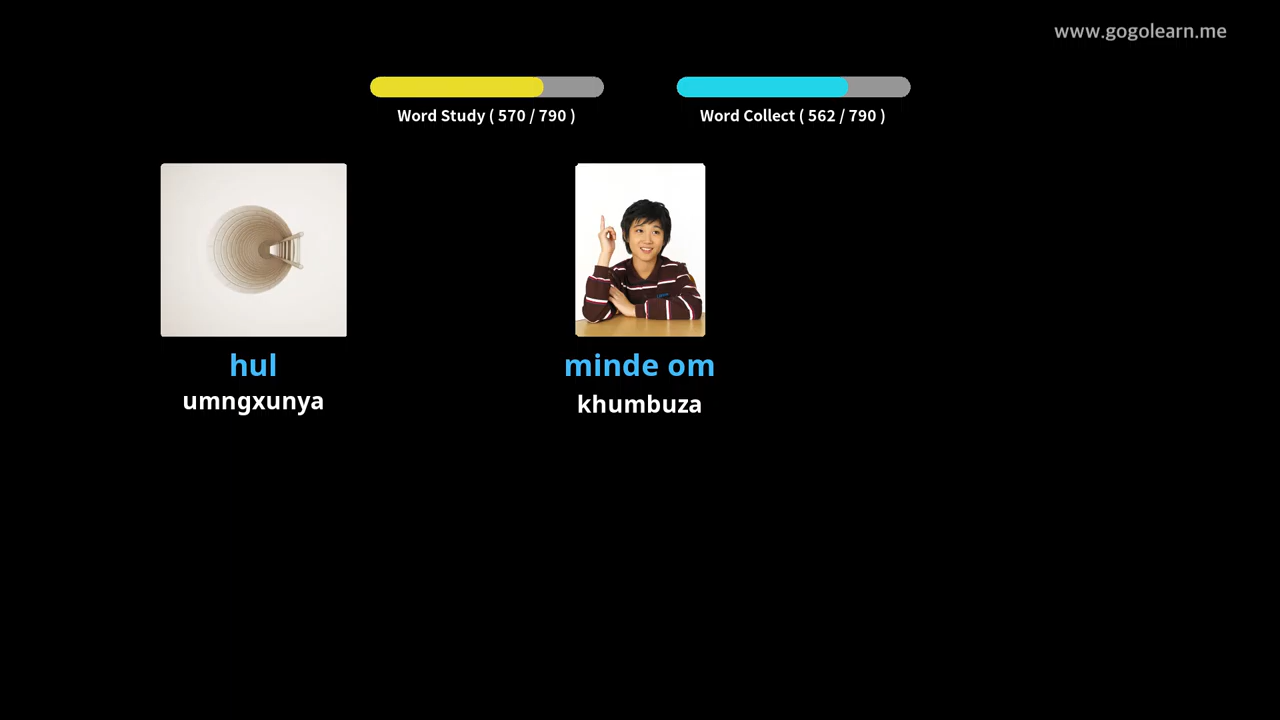 www.gogolearn.me
Word Study ( 570 / 790 )
Word Collect ( 562 / 790 )
hul
umngxunya
minde om
khumbuza